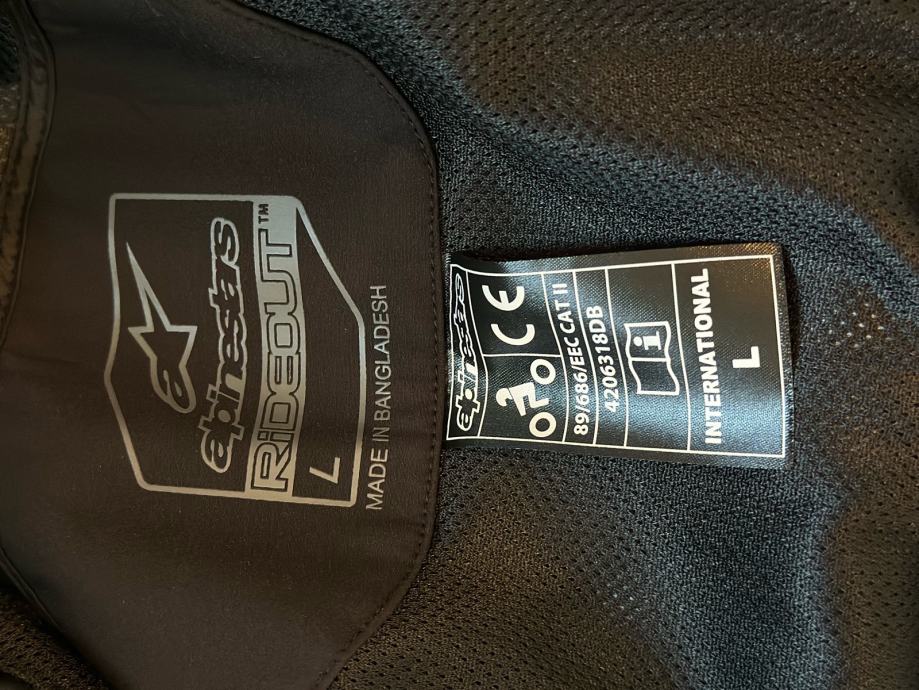 alpinestars
RiDEOUT™
L
MADE IN BANGLADESH
alpinestars
CE
89/686/EEC CAT II
4206318DB
i
INTERNATIONAL
L